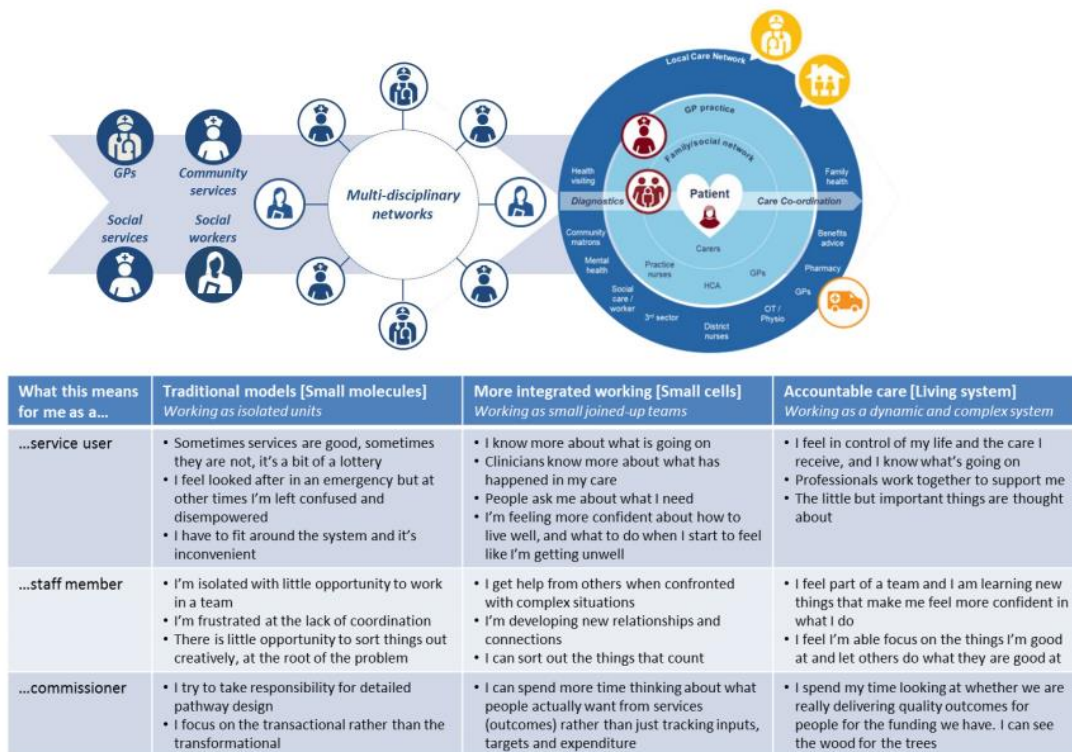 GPs
Community
services
Social
services
Social
workers
Multi-disciplinary
networks
Local Care Network
GP practice
Family/social network
Patient
Carers
Health
visiting
Diagnostics
Community
matrons
Mental
health
Social
care /
worker
3rd sector
District
nurses
OT /
Physio
GPs
Pharmacy
Benefits
advice
Care Co-ordination
Family
health
Practice
nurses
HCA
GPs
What this means
for me as a…
Traditional models [Small molecules]
Working as isolated units
More integrated working [Small cells]
Working as small joined-up teams
Accountable care [Living system]
Working as a dynamic and complex system
...service user
• Sometimes services are good, sometimes
they are not, it's a bit of a lottery
• I feel looked after in an emergency but at
other times I'm left confused and
disempowered
• I have to fit around the system and it's
inconvenient
• I know more about what is going on
• Clinicians know more about what has
happened in my care
• People ask me about what I need
• I'm feeling more confident about how to
live well, and what to do when I start to feel
like I'm getting unwell
• I feel in control of my life and the care I
receive, and I know what's going on
• Professionals work together to support me
• The little but important things are thought
about
...staff member
• I'm isolated with little opportunity to work
in a team
• I'm frustrated at the lack of coordination
• There is little opportunity to sort things out
creatively, at the root of the problem
• I get help from others when confronted
with complex situations
• I'm developing new relationships and
connections
• I can sort out the things that count
• I feel part of a team and I am learning new
things that make me feel more confident in
what I do
• I feel I'm able focus on the things I'm good
at and let others do what they are good at
...commissioner
• I try to take responsibility for detailed
pathway design
• I focus on the transactional rather than the
transformational
• I can spend more time thinking about what
people actually want from services
(outcomes) rather than just tracking inputs,
targets and expenditure
• I spend my time looking at whether we are
really delivering quality outcomes for
people for the funding we have. I can see
the wood for the trees